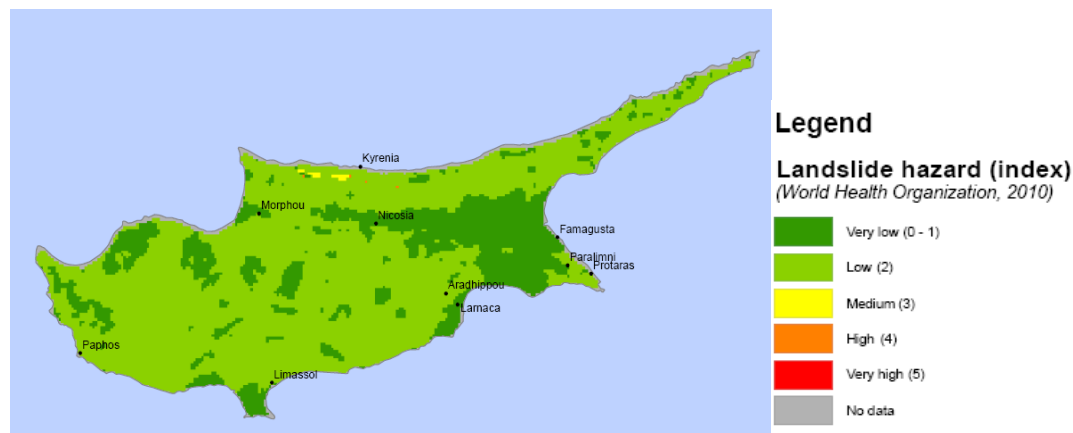 Kyrenia
Morphou
Nicosia
Famagusta
Paralimni
Protaras
Aradhippou
Larnaca
Paphos
Limassol
Legend
Landslide hazard (index)
(World Health Organization, 2010)
Very low (0 - 1)
Low (2)
Medium (3)
High (4)
Very high (5)
No data